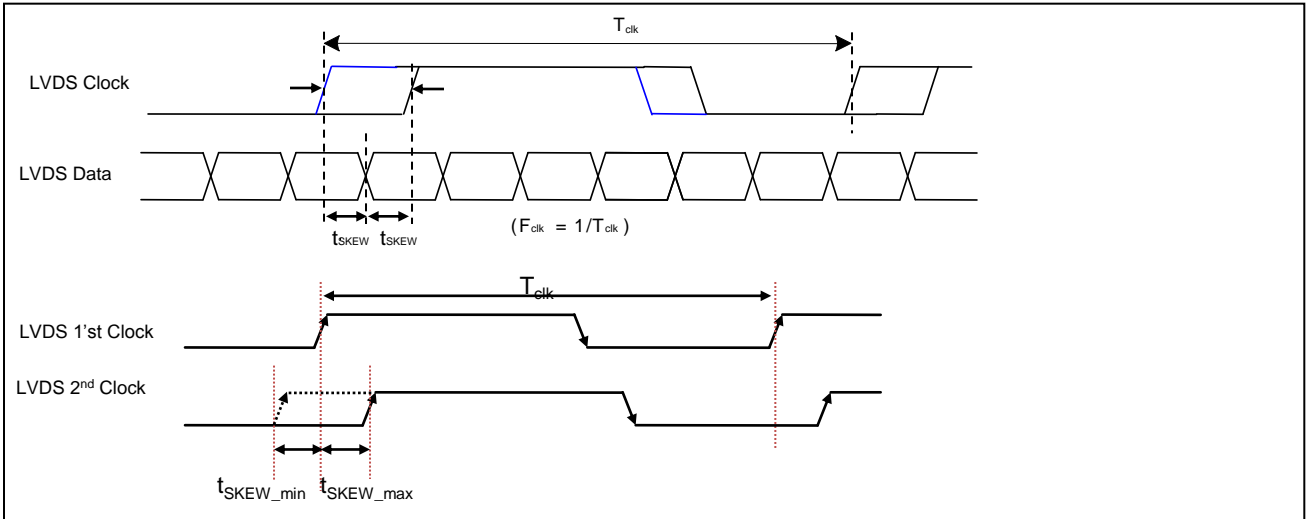 Tclk
LVDS Clock
LVDS Data
tSKEW tSKEW
(Fclk = 1/Tclk)
Tclk
LVDS 1'st Clock
LVDS 2nd Clock
tSKEW_min tSKEW_max